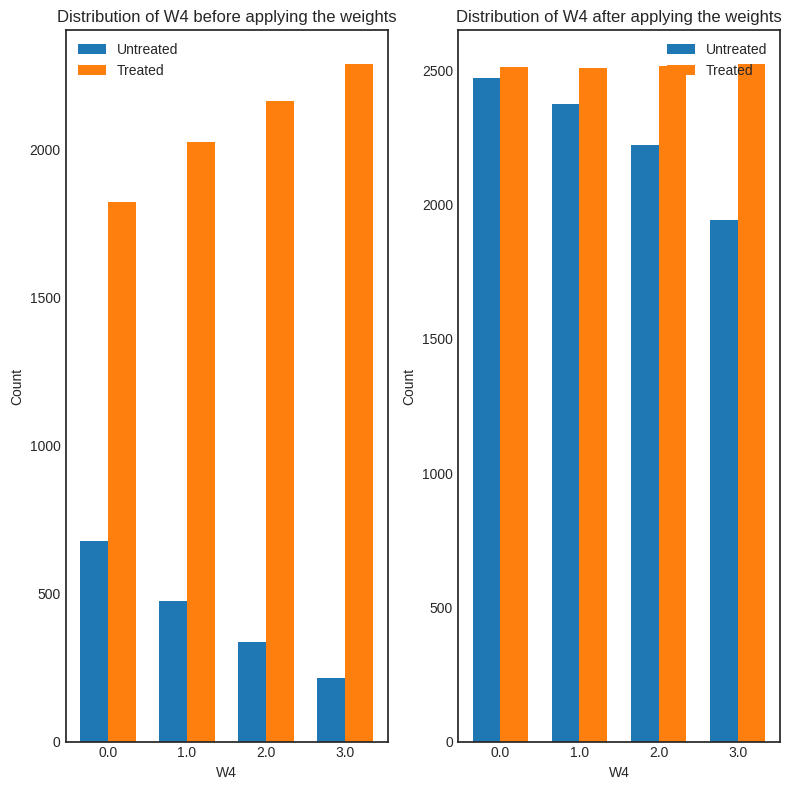 Distribution of W4 before applying the weights
Untreated
Treated
2000
1500
1000
500
0
Count
0.0 1.0 2.0 3.0
W4
Distribution of W4 after applying the weights
Untreated
Treated
2500
2000
1500
1000
500
0
Count
0.0 1.0 2.0 3.0
W4